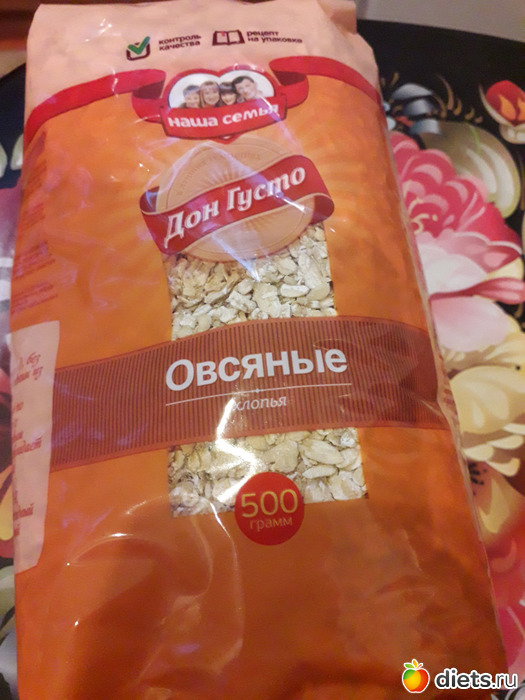 контроль
качества
рецепт
на упаковке
наша семья
Дон Густо
Овсяные
хлопья
500
грамм
diets.ru